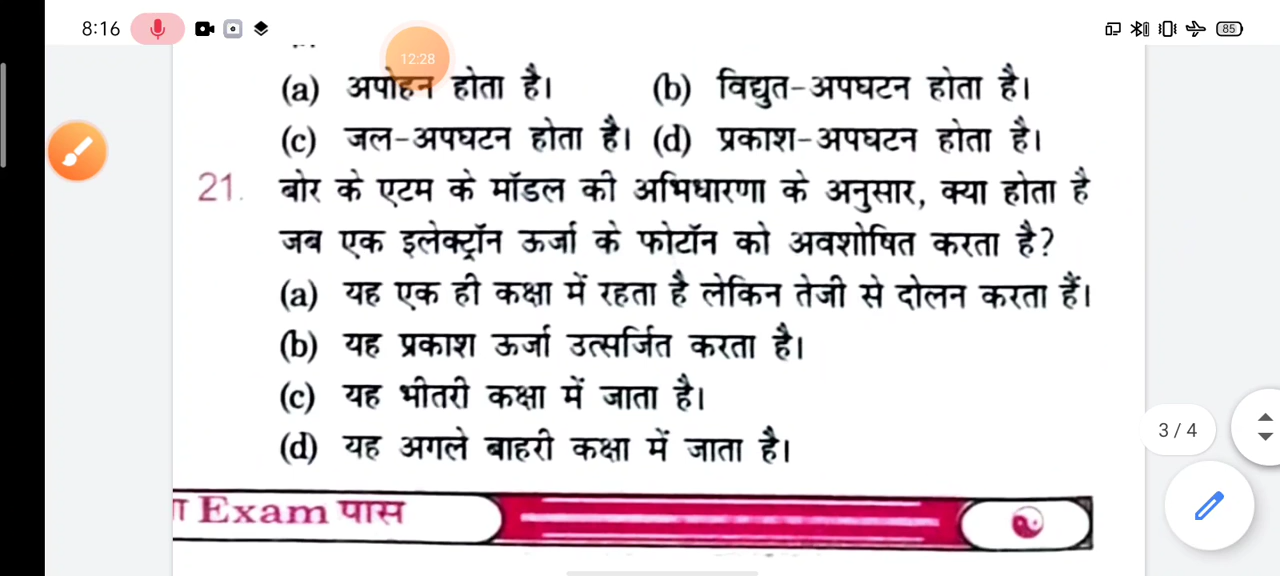 8:16
85
12:28
(a) अपोहन होता है। (b) विद्युत-अपघटन होता है।
(c) जल-अपघटन होता है। (d) प्रकाश-अपघटन होता है।
21. बोर के एटम के मॉडल की अभिधारणा के अनुसार, क्या होता है
जब एक इलेक्ट्रॉन ऊर्जा के फोटॉन को अवशोषित करता है?
(a) यह एक ही कक्षा में रहता है लेकिन तेजी से दोलन करता हैं।
(b) यह प्रकाश ऊर्जा उत्सर्जित करता है।
(c) यह भीतरी कक्षा में जाता है।
(d) यह अगले बाहरी कक्षा में जाता है।
3 / 4
Exam पास